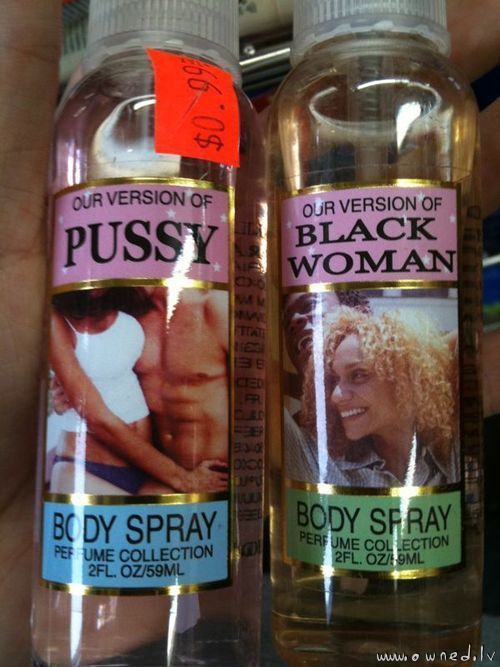 $0.99
OUR VERSION OF
PUSSY
BODY SPRAY
PERFUME COLLECTION
2FL. OZ/59ML
OUR VERSION OF
BLACK
WOMAN
BODY SPRAY
PERFUME COLLECTION
2FL. OZ/59ML
www.owned.lv